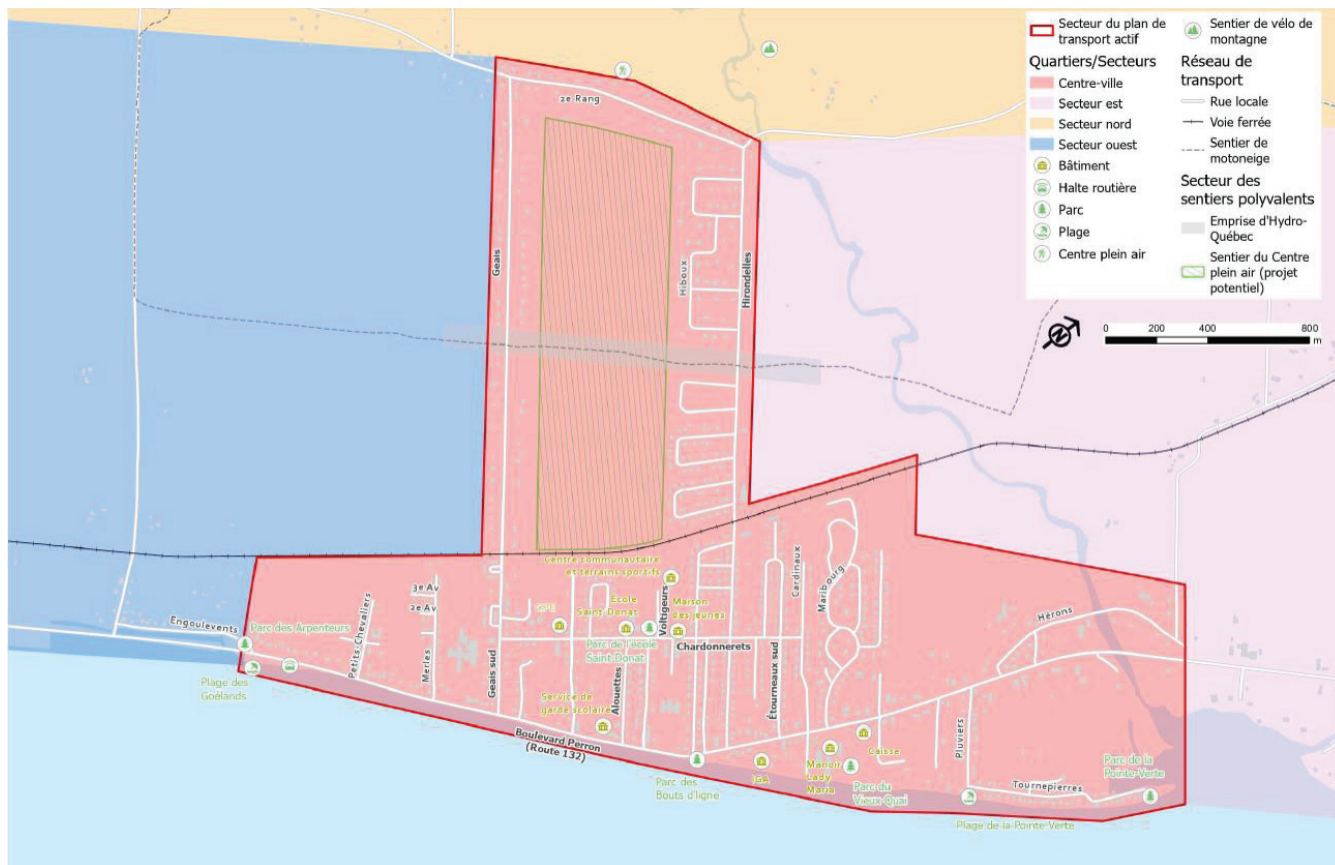 Secteur du plan de
transport actif
Quartiers/Secteurs
Centre-ville
Secteur est
Secteur nord
Secteur ouest
Bâtiment
Halte routière
Parc
Plage
Centre plein air
Sentier de vélo de
montagne
Réseau de
transport
Rue locale
Voie ferrée
Sentier de
motoneige
Secteur des
sentiers polyvalents
Emprise d'Hydro-
Québec
Sentier du Centre
plein air (projet
potentiel)
N
0 200 400 800
m
2e Rang
Geais
Hiboux
Hirondelles
Centre communautaire
et terrains sportifs
3e Av
2e Av
Engoulevents
Parc des Arpenteurs
Petits-Chevaliers
Merles
Geais sud
CPE
École
Saint-Donat
Voltigeurs
Maison
des jeunes
Parc de l'école
Saint Donat
Chardonnerets
Cardinaux
Maribourg
Hérons
Plage des
Goélands
Service de
garde scolaire
Alouettes
Étourneaux sud
Boulevard Perron
(Route 132)
Parc des
Bouts d'ligne
IGA
Manoir
Lady
Maria
Caisse
Parc du
Vieux-Quai
Pluviers
Tournepierres
Parc de la
Pointe-Verte
Plage de la Pointe Verte